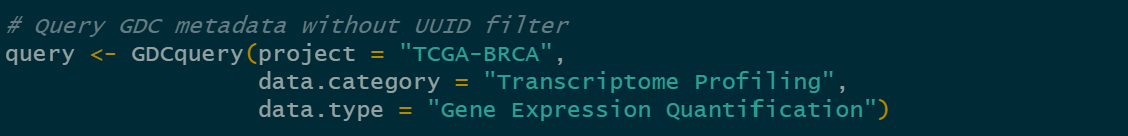 # Query GDC metadata without UUID filter
query <- GDCquery(project = "TCGA-BRCA",
                  data.category = "Transcriptome Profiling",
                  data.type = "Gene Expression Quantification")